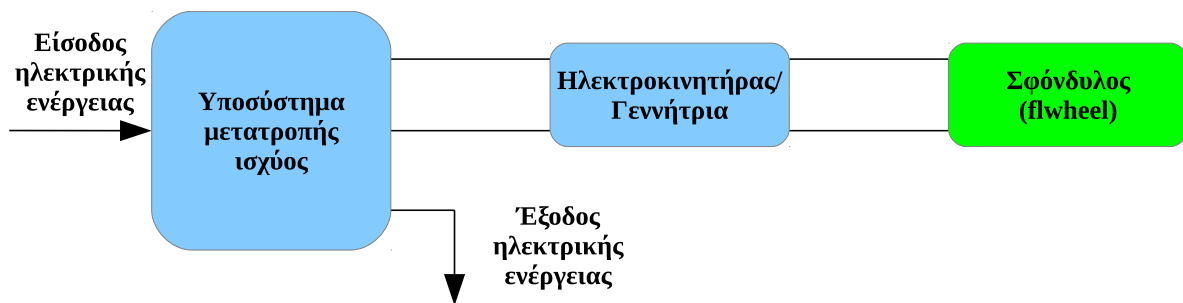 Είσοδος
ηλεκτρικής
ενέργειας
Υποσύστημα
μετατροπής
ισχύος
Ηλεκτροκινητήρας/
Γεννήτρια
Σφόνδυλος
(flwheel)
Έξοδος
ηλεκτρικής
ενέργειας